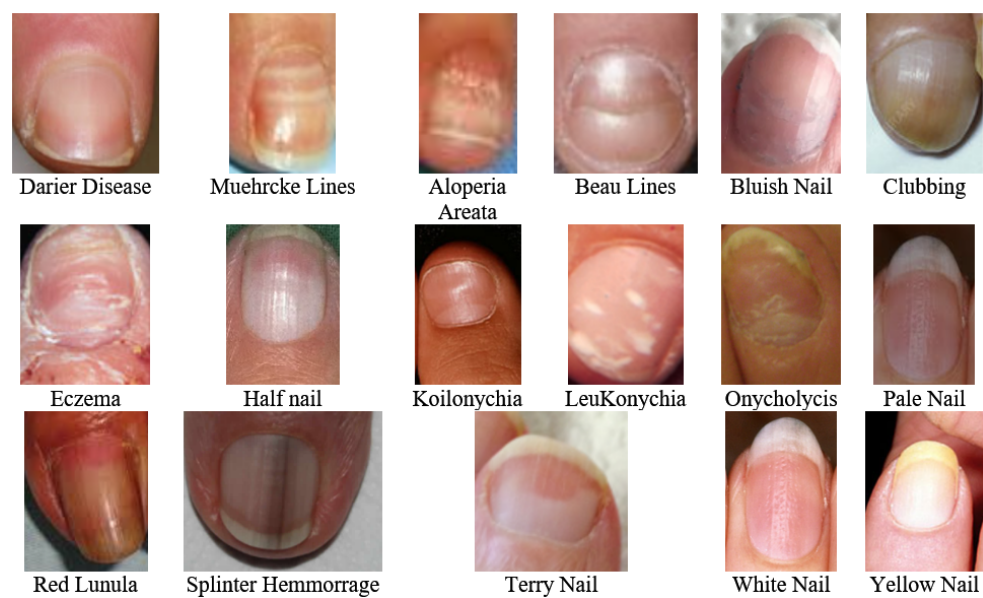 Darier Disease
Muehrcke Lines
Aloperia
Areata
Beau Lines
Bluish Nail
Clubbing
Eczema
Half nail
Koilonychia
LeuKonychia
Onycholycis
Pale Nail
Red Lunula
Splinter Hemmorrage
Terry Nail
White Nail
Yellow Nail